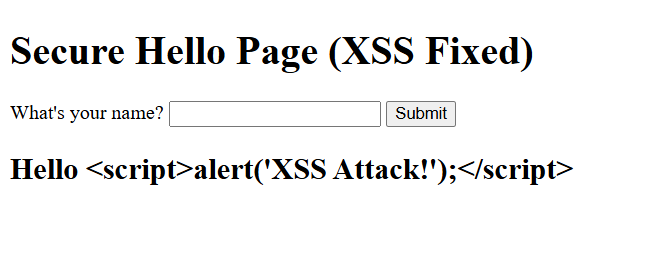 Secure Hello Page (XSS Fixed)
What's your name? Submit
Hello <script>alert('XSS Attack!');</script>